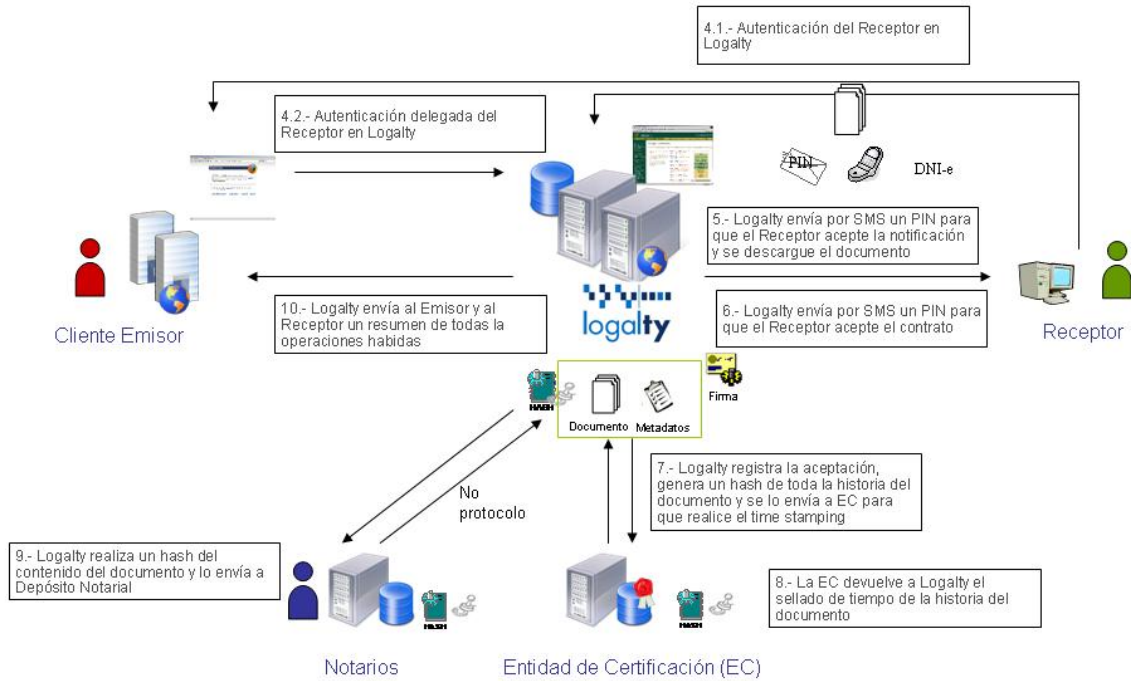 4.1.- Autenticación del Receptor en
Logalty
4.2.- Autenticación delegada del
Receptor en Logalty
PIN
DNI-e
5.- Logalty envía por SMS un PIN para
que el Receptor acepte la notificación
y se descargue el documento
10.- Logalty envía al Emisor y al
Receptor un resumen de todas la
operaciones habidas
logalty
6.- Logalty envía por SMS un PIN para
que el Receptor acepte el contrato
Cliente Emisor
Receptor
HASH
Documento
Metadatos
Firma
7.- Logalty registra la aceptación,
genera un hash de toda la historia del
documento y se lo envía a EC para
que realice el time stamping
No
protocolo
9.- Logalty realiza un hash del
contenido del documento y lo envía a
Depósito Notarial
HASH
HASH
8.- La EC devuelve a Logalty el
sellado de tiempo de la historia del
documento
Notarios
Entidad de Certificación (EC)